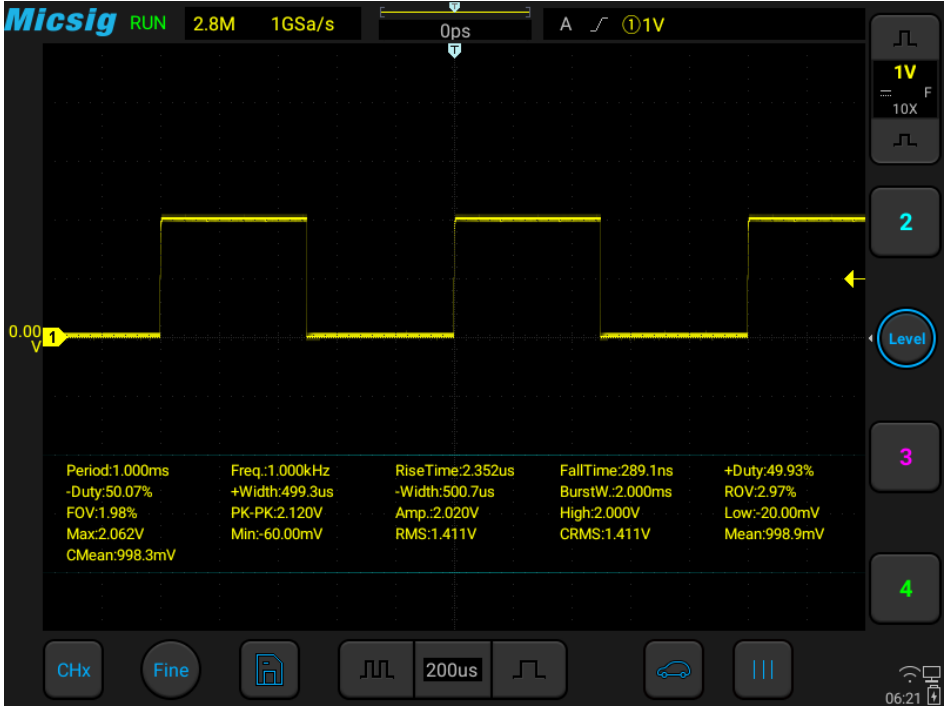 Micsig RUN 2.8M 1GSa/s T 0ps A ①1V
T
1V
F
10X
2
0.00
V
1
Level
3
Period:1.000ms Freq.:1.000kHz RiseTime:2.352us FallTime:289.1ns +Duty:49.93%
-Duty:50.07% +Width:499.3us -Width:500.7us BurstW.:2.000ms ROV:2.97%
FOV:1.98% PK-PK:2.120V Amp.:2.020V High:2.000V Low:-20.00mV
Max:2.062V Min:-60.00mV RMS:1.411V CRMS:1.411V Mean:998.9mV
CMean:998.3mV
4
CHx Fine 200us
06:21